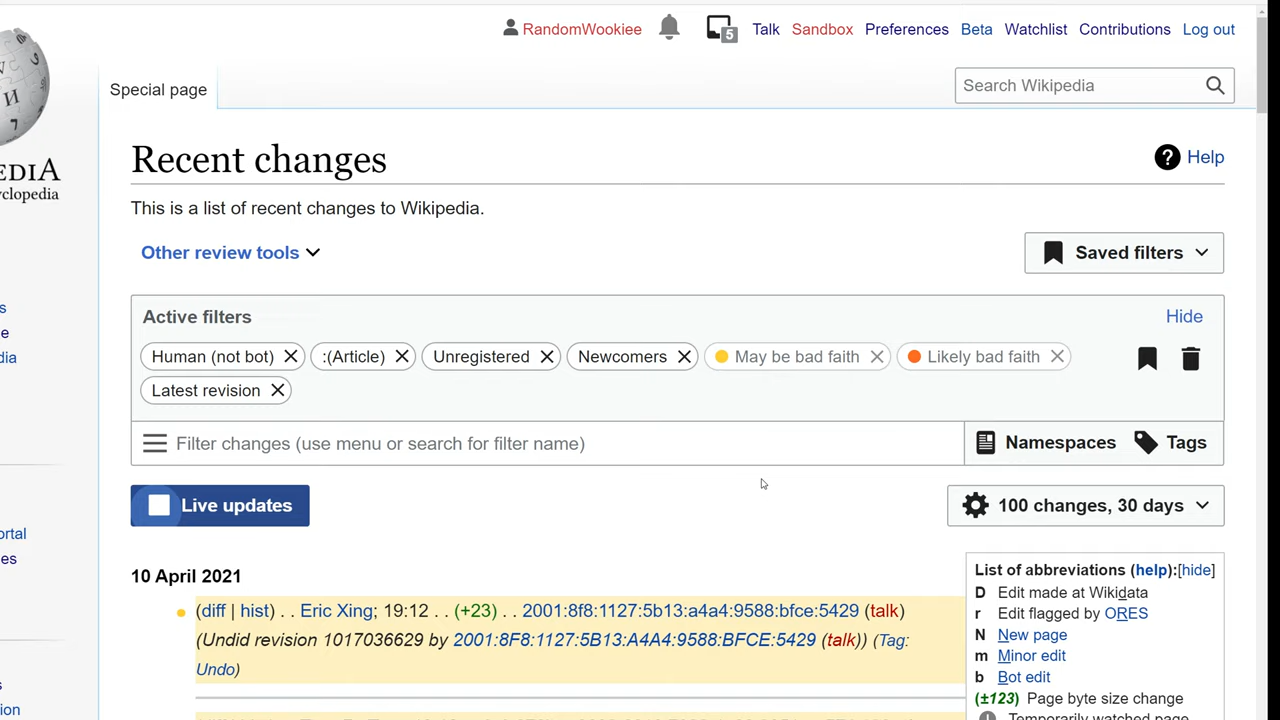 RandomWookiee 5 Talk Sandbox Preferences Beta Watchlist Contributions Log out
Special page
Search Wikipedia
Recent changes
Help
This is a list of recent changes to Wikipedia.
Other review tools
Saved filters
Active filters
Hide
Human (not bot) :(Article) Unregistered Newcomers May be bad faith Likely bad faith
Latest revision
Filter changes (use menu or search for filter name)
Namespaces Tags
Live updates
100 changes, 30 days
10 April 2021
(diff | hist) . . Eric Xing; 19:12 . . (+23) . . 2001:8f8:1127:5b13:a4a4:9588:bfce:5429 (talk)
(Undid revision 1017036629 by 2001:8F8:1127:5B13:A4A4:9588:BFCE:5429 (talk)) (Tag:
Undo)
List of abbreviations (help):[hide]
D Edit made at Wikidata
r Edit flagged by ORES
N New page
m Minor edit
b Bot edit
(±123) Page byte size change
Temporarily watched page